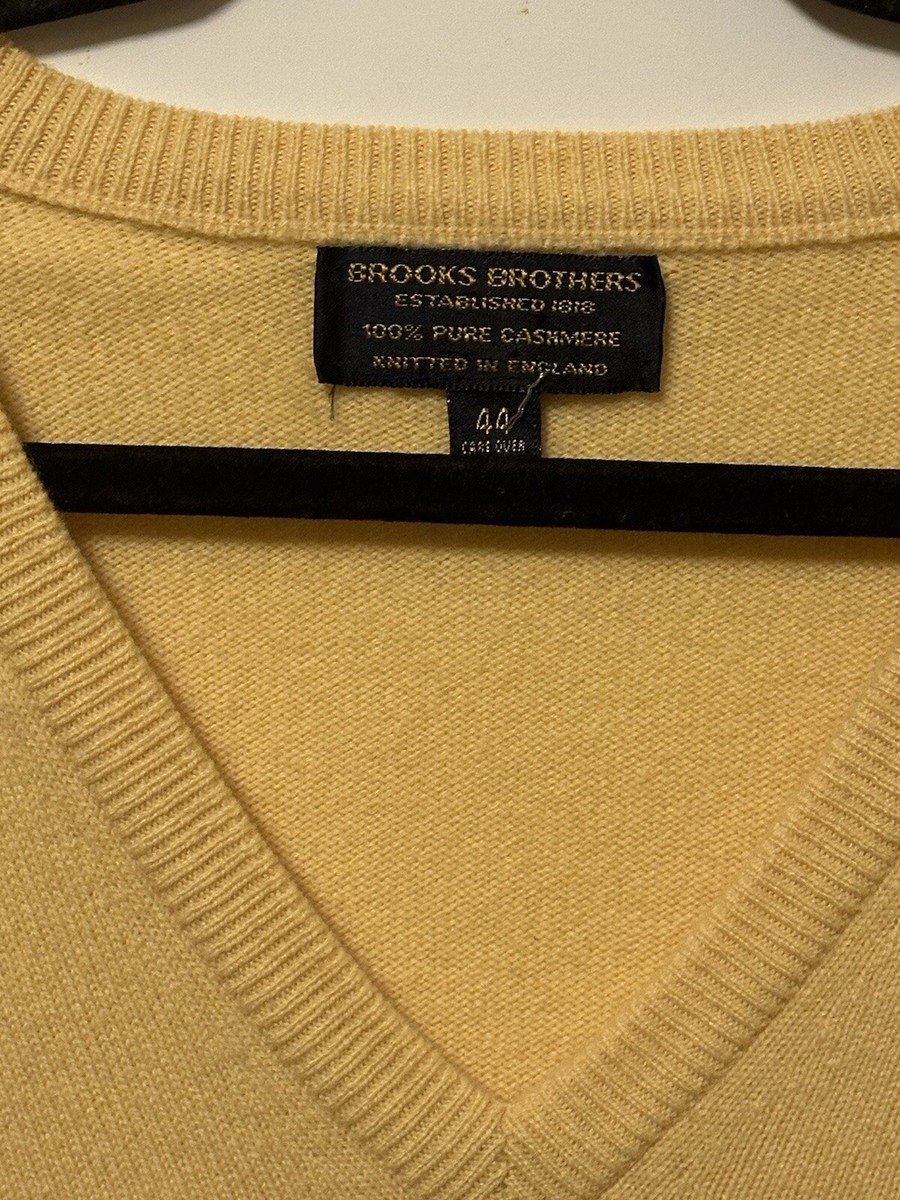 BROOKS BROTHERS
ESTABLISHED 1818
100% PURE CASHMERE
KNITTED IN ENGLAND
44
CARE OVER